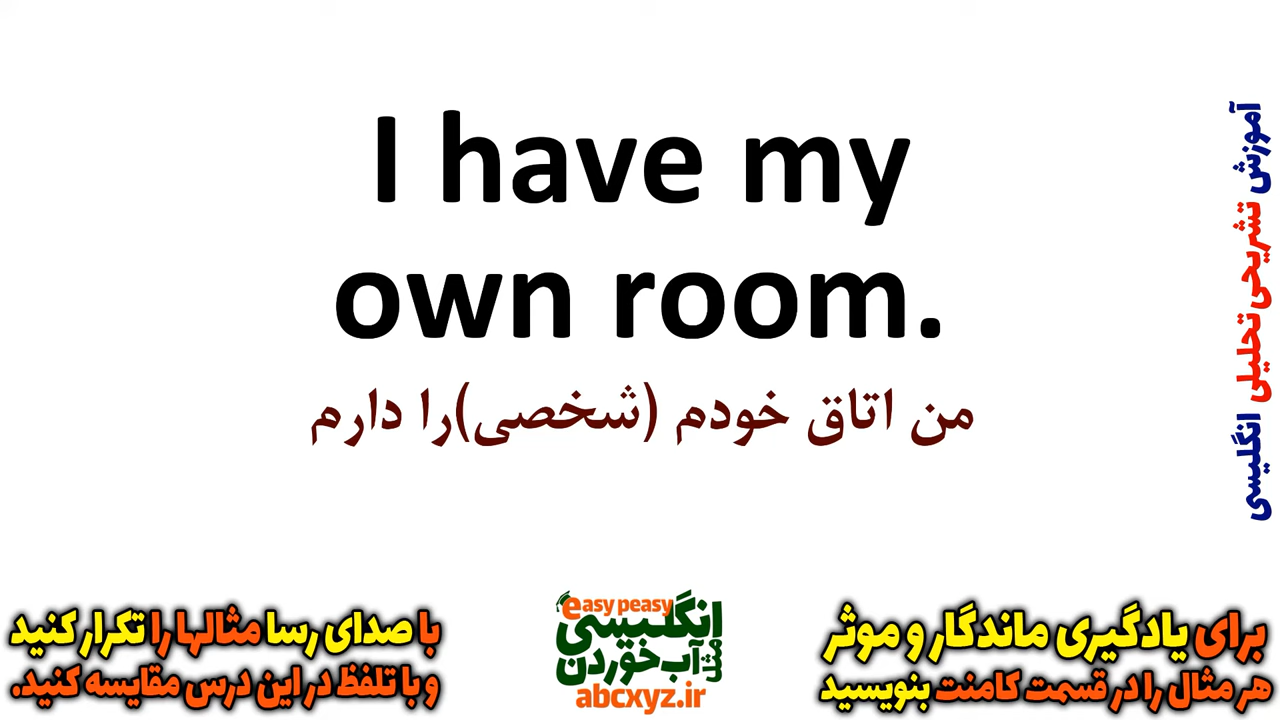 I have my
own room.
من اتاق خودم (شخصی)را دارم
آموزش تشریحی تحلیلی انگلیسی
با صدای رسا مثالها را تکرار کنید
و با تلفظ در این درس مقایسه کنید.
easy peasy
انگلیسی
مثل آب خوردن
abcxyz.ir
برای یادگیری ماندگار و موثر
هر مثال را در قسمت کامنت بنویسید